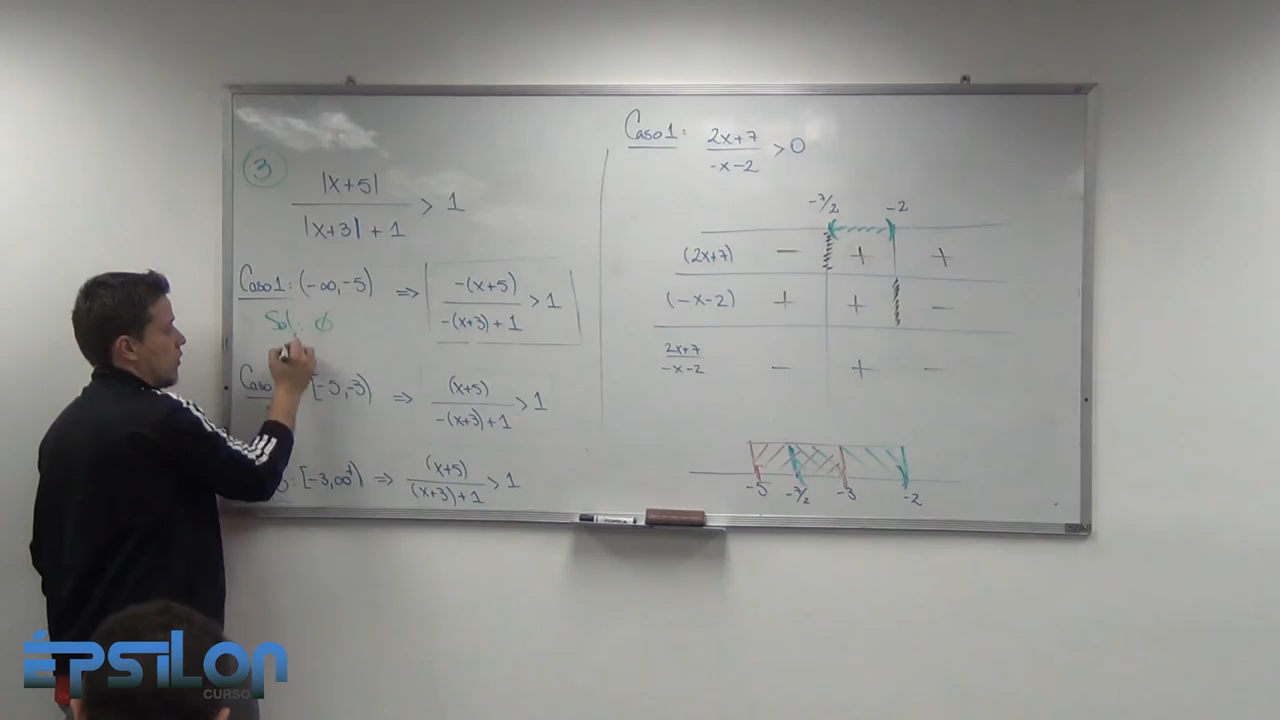 3
|x+5|
|x+3| + 1
> 1
Caso 1: (-∞, -5) ⇒ -(x+5)
-(x+3) + 1
> 1
Sol: ∅
Caso [-5, -3) ⇒ (x+5)
-(x+3)+1
> 1
: [-3, ∞⁺) ⇒ (x+5)
(x+3)+1
> 1
Caso 1: 2x+7
-x-2
> 0
-7/2 -2
(2x+7) - + +
(-x-2) + + -
2x+7
-x-2
- + -
-5 -7/2 -3 -2
ÉPSILON
CURSO